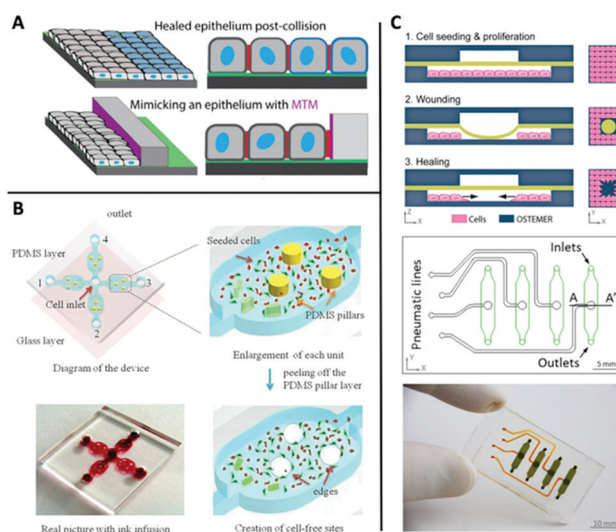 A
Healed epithelium post-collision
Mimicking an epithelium with MTM
B
outlet
PDMS layer
4
1
3
Cell inlet
2
Glass layer
Diagram of the device
Seeded cells
PDMS pillars
Enlargement of each unit
peeling off the
PDMS pillar layer
edges
Real picture with ink infusion
Creation of cell-free sites
C
1. Cell seeding & proliferation
2. Wounding
3. Healing
Z
X
Cells
OSTEMER
Y
X
Pneumatic lines
Inlets
A
A'
Outlets
Y
X
5 mm
10 mm